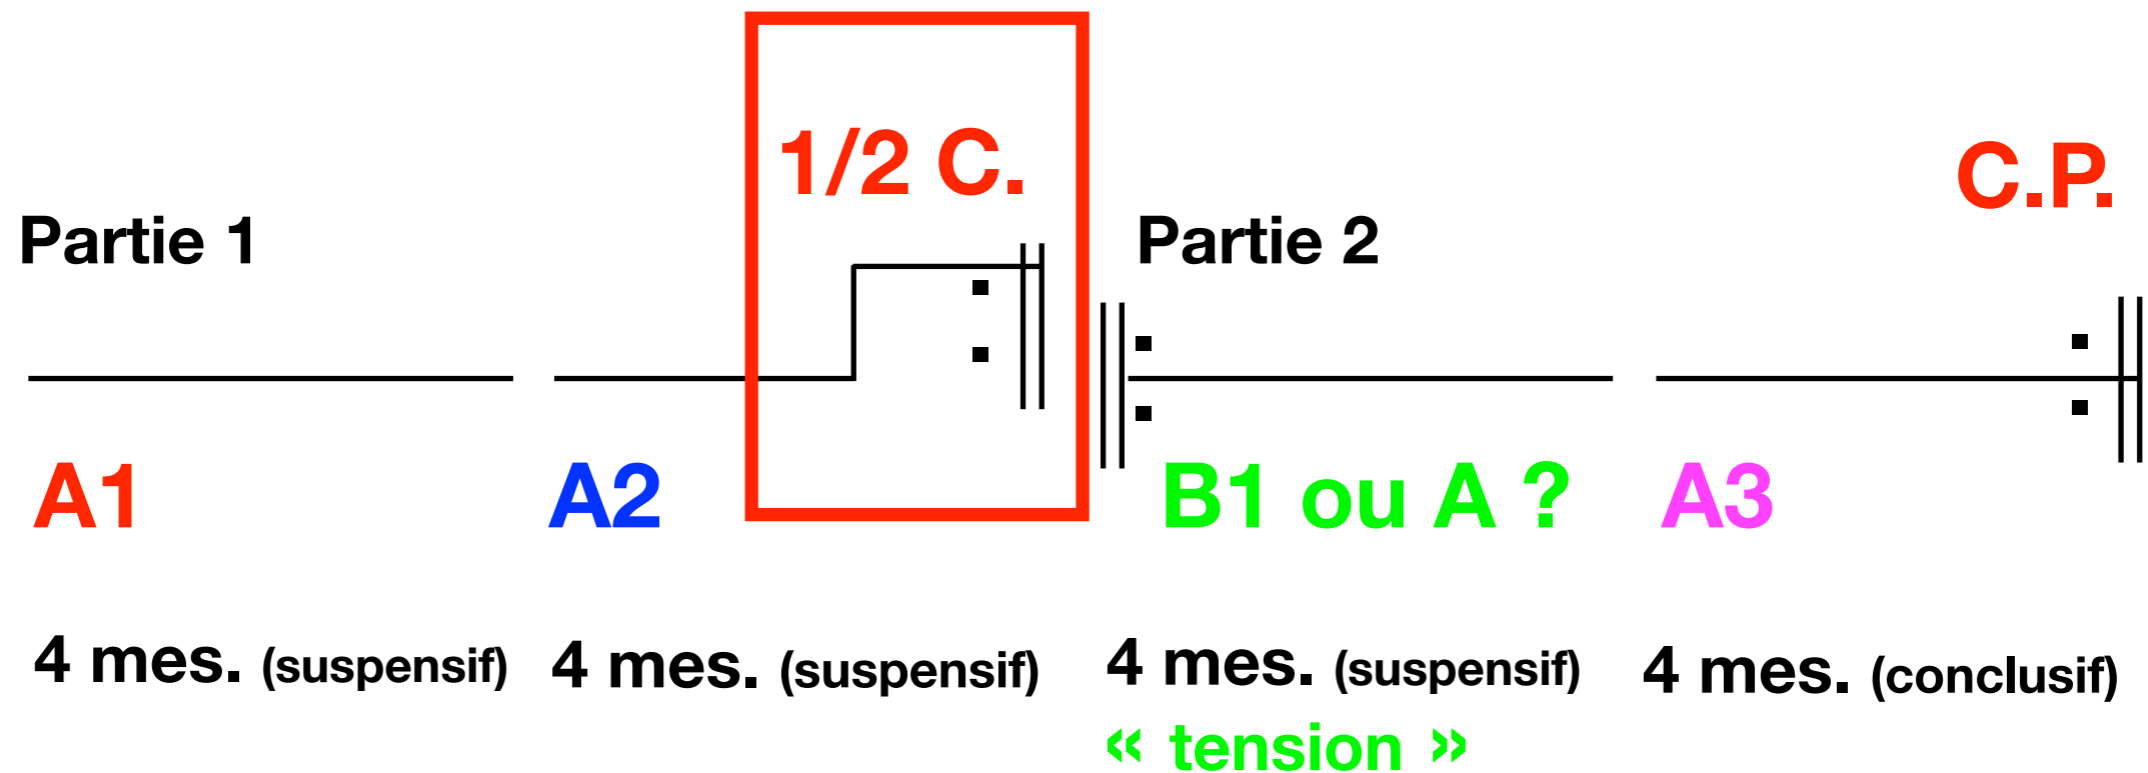 1/2 C.
C.P.
Partie 1
Partie 2
A1
A2
B1 ou A ?
A3
4 mes. (suspensif)
4 mes. (suspensif)
4 mes. (suspensif)
4 mes. (conclusif)
« tension »